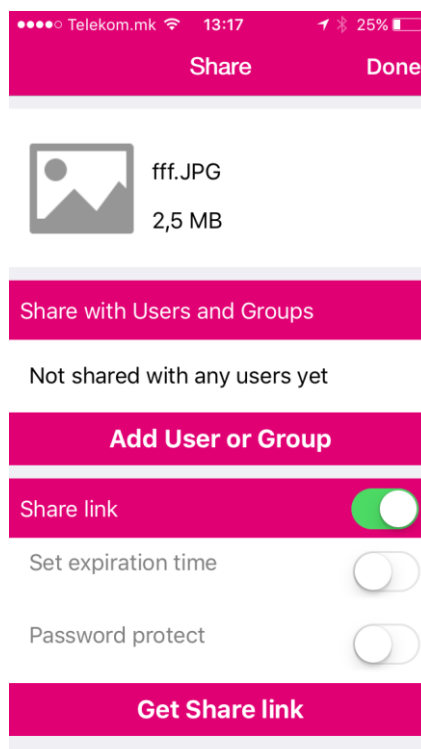 Telekom.mk 13:17 25%
Share Done
fff.JPG
2,5 MB
Share with Users and Groups
Not shared with any users yet
Add User or Group
Share link
Set expiration time
Password protect
Get Share link